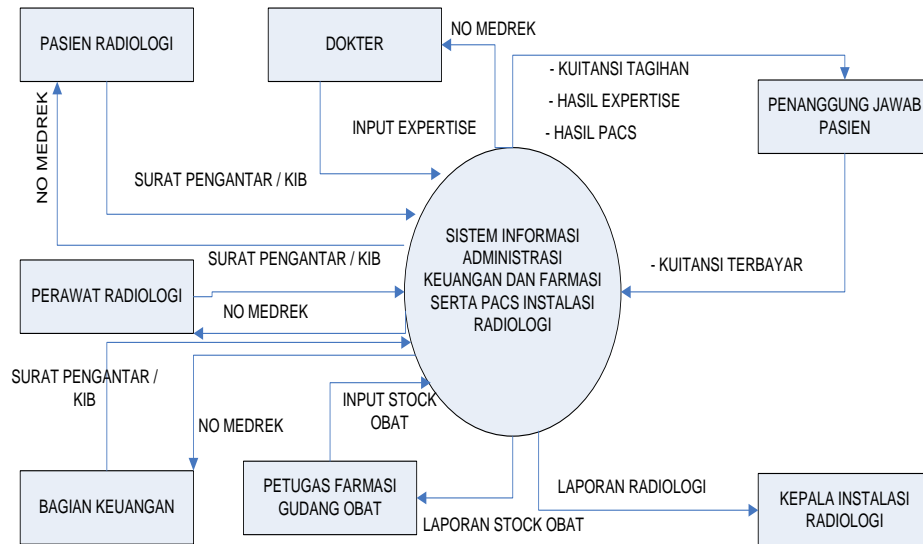 PASIEN RADIOLOGI
DOKTER
NO MEDREK
- KUITANSI TAGIHAN
- HASIL EXPERTISE
- HASIL PACS
PENANGGUNG JAWAB
PASIEN
INPUT EXPERTISE
NO MEDREK
SURAT PENGANTAR / KIB
SISTEM INFORMASI
ADMINISTRASI
KEUANGAN DAN FARMASI
SERTA PACS INSTALASI
RADIOLOGI
SURAT PENGANTAR / KIB
- KUITANSI TERBAYAR
PERAWAT RADIOLOGI
NO MEDREK
SURAT PENGANTAR /
KIB
INPUT STOCK
OBAT
NO MEDREK
BAGIAN KEUANGAN
PETUGAS FARMASI
GUDANG OBAT
LAPORAN STOCK OBAT
LAPORAN RADIOLOGI
KEPALA INSTALASI
RADIOLOGI